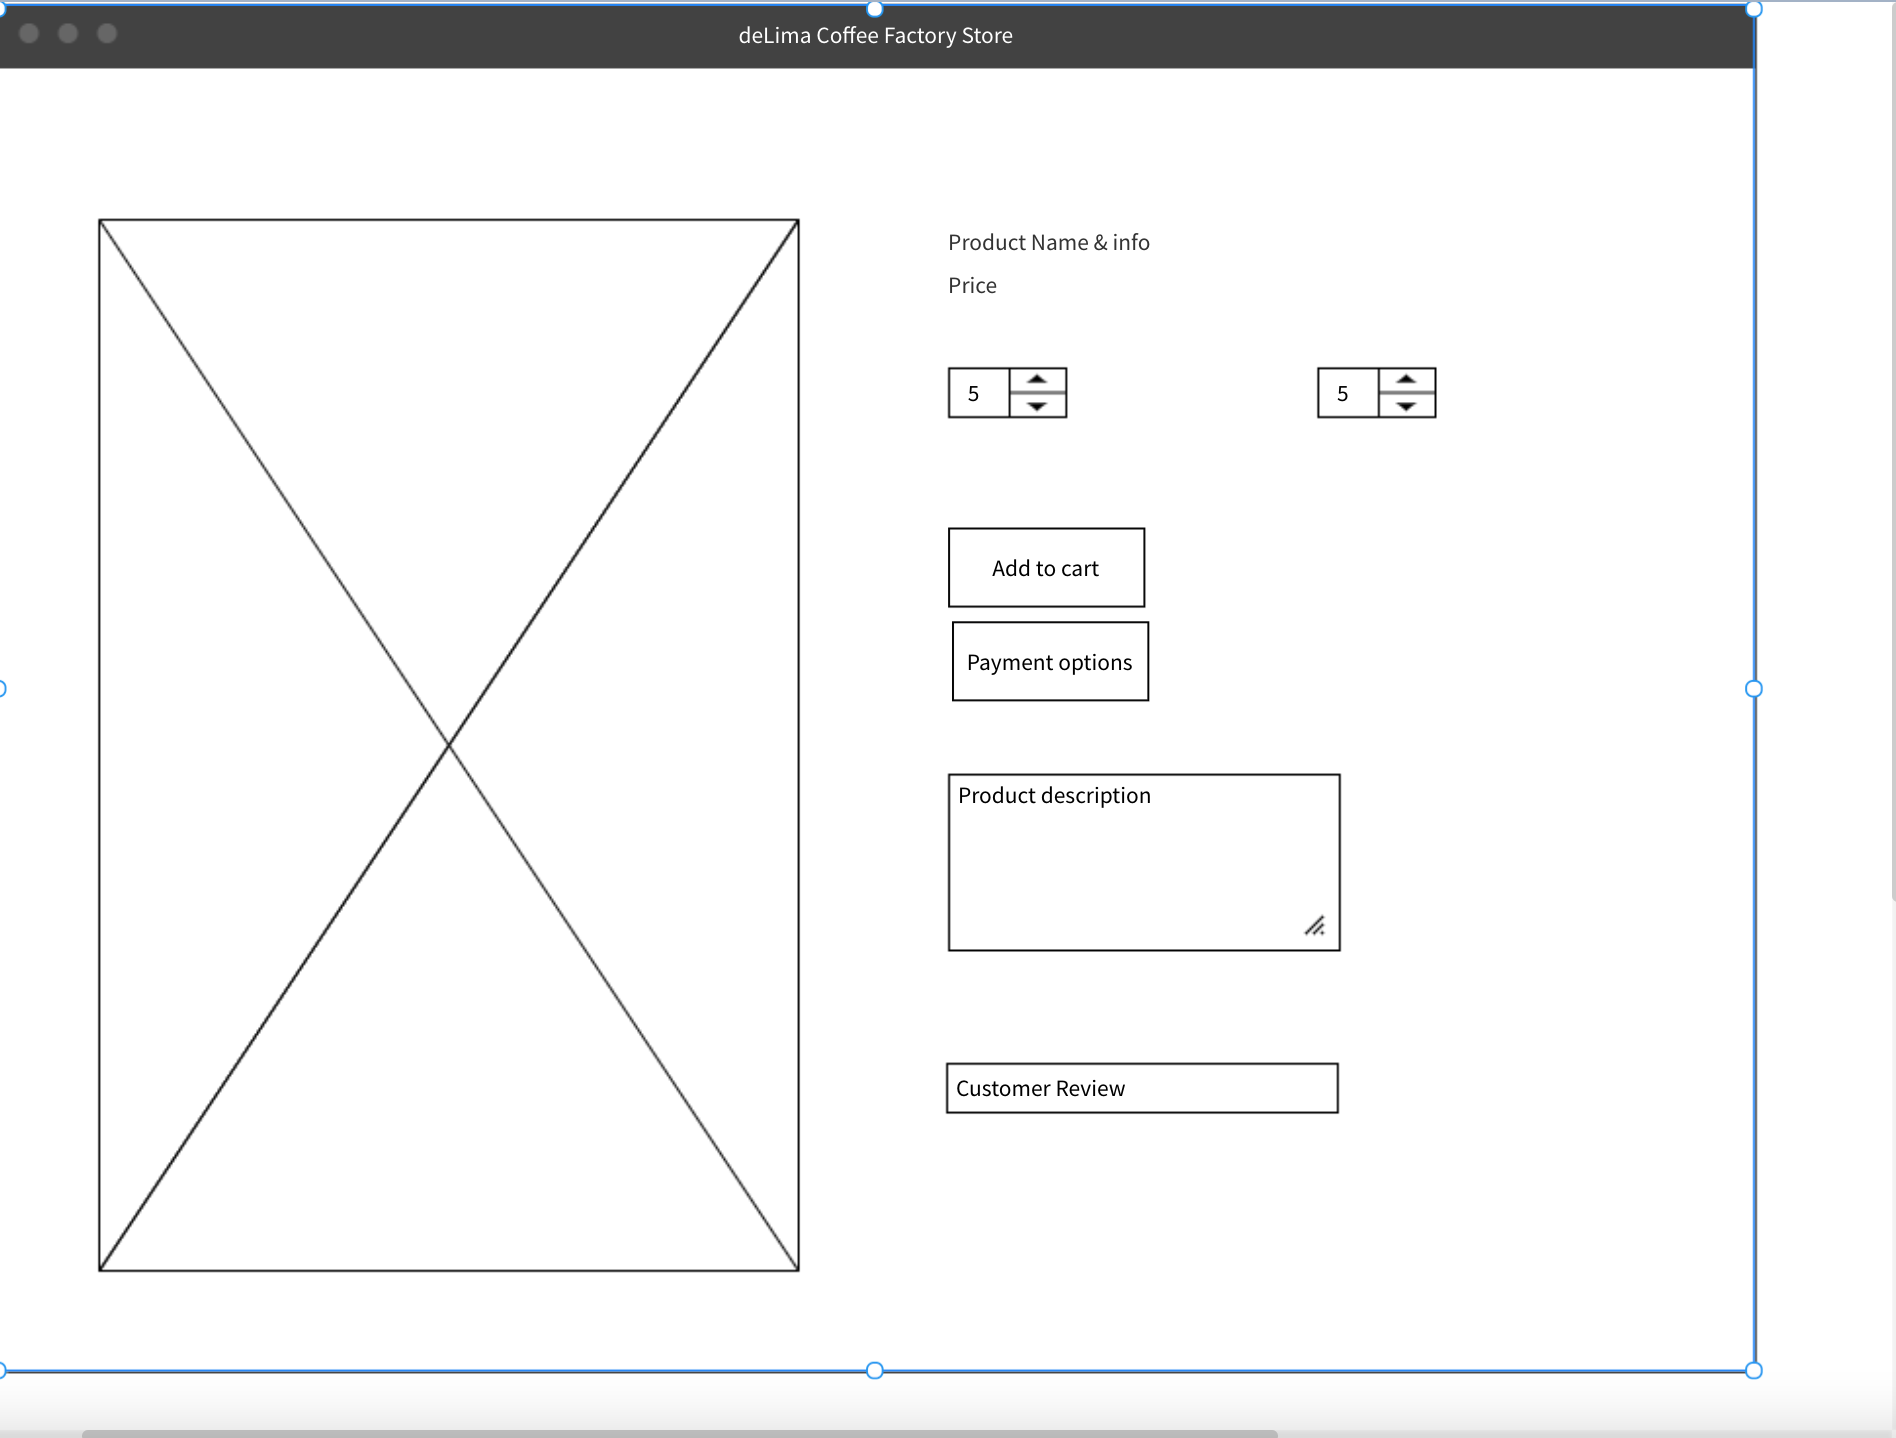 deLima Coffee Factory Store
Product Name & info
Price
5
5
Add to cart
Payment options
Product description
Customer Review